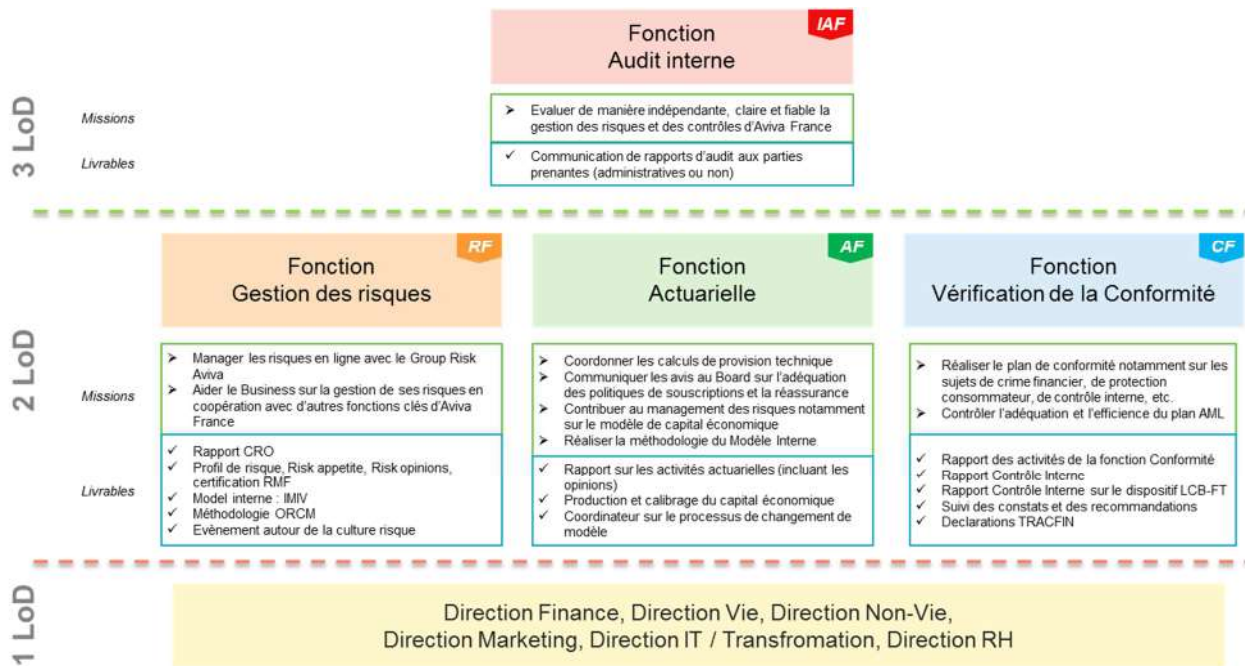 IAF
Fonction
Audit interne
3 LoD
Missions
➢ Evaluer de manière indépendante, claire et fiable la
gestion des risques et des contrôles d'Aviva France
Livrables
✓ Communication de rapports d'audit aux parties
prenantes (administratives ou non)
2 LoD
RF
Fonction
Gestion des risques
AF
Fonction
Actuarielle
CF
Fonction
Vérification de la Conformité
Missions
➢ Manager les risques en ligne avec le Group Risk
Aviva
➢ Aider le Business sur la gestion de ses risques en
coopération avec d'autres fonctions clés d'Aviva
France
➢ Coordonner les calculs de provision technique
➢ Communiquer les avis au Board sur l'adéquation
des politiques de souscriptions et la réassurance
➢ Contribuer au management des risques notamment
sur le modèle de capital économique
➢ Réaliser la méthodologie du Modèle Interne
➢ Réaliser le plan de conformité notamment sur les
sujets de crime financier, de protection
consommateur, de contrôle interne, etc.
➢ Contrôler l'adéquation et l'efficience du plan AML
Livrables
✓ Rapport CRO
✓ Profil de risque, Risk appetite, Risk opinions,
certification RMF
✓ Model interne : IMIV
✓ Méthodologie ORCM
✓ Evènement autour de la culture risque
✓ Rapport sur les activités actuarielles (incluant les
opinions)
✓ Production et calibrage du capital économique
✓ Coordinateur sur le processus de changement de
modèle
✓ Rapport des activités de la fonction Conformité
✓ Rapport Contrôle Interne
✓ Rapport Contrôle Interne sur le dispositif LCB-FT
✓ Suivi des constats et des recommandations
✓ Declarations TRACFIN
1 LoD
Direction Finance, Direction Vie, Direction Non-Vie,
Direction Marketing, Direction IT / Transfromation, Direction RH